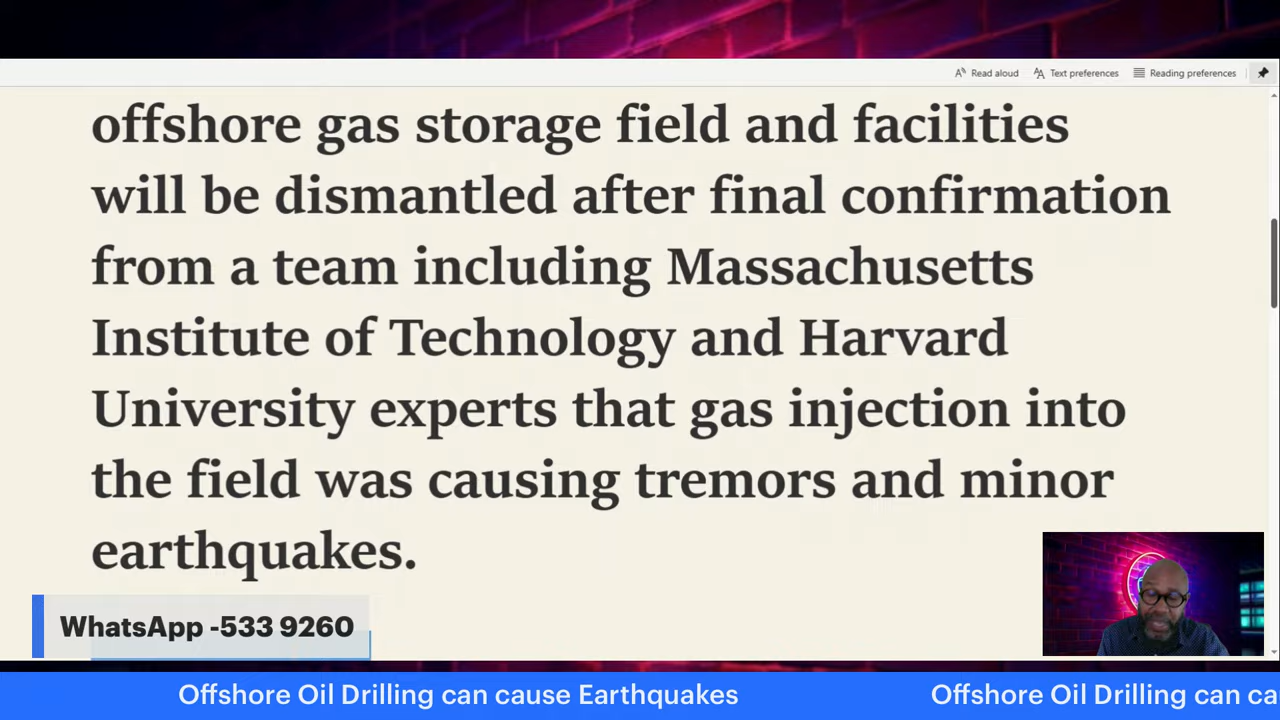 Read aloud
Text preferences
Reading preferences
offshore gas storage field and facilities
will be dismantled after final confirmation
from a team including Massachusetts
Institute of Technology and Harvard
University experts that gas injection into
the field was causing tremors and minor
earthquakes.
WhatsApp -533 9260
Offshore Oil Drilling can cause Earthquakes
Offshore Oil Drilling can ca